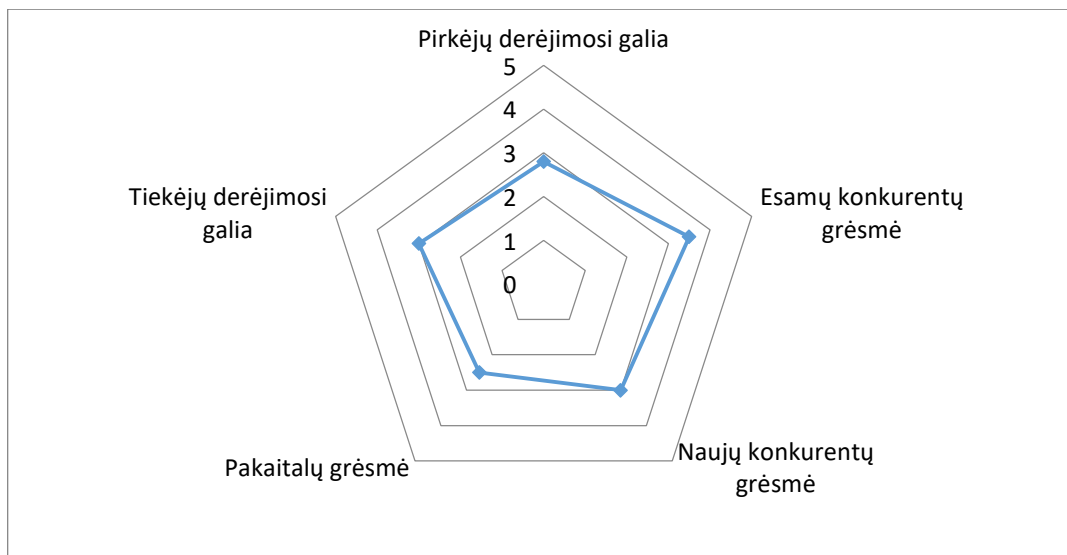 Pirkėjų derėjimosi galia
5
4
3
2
1
0
Esamų konkurentų
grėsmė
Naujų konkurentų
grėsmė
Pakaitalų grėsmė
Tiekėjų derėjimosi
galia